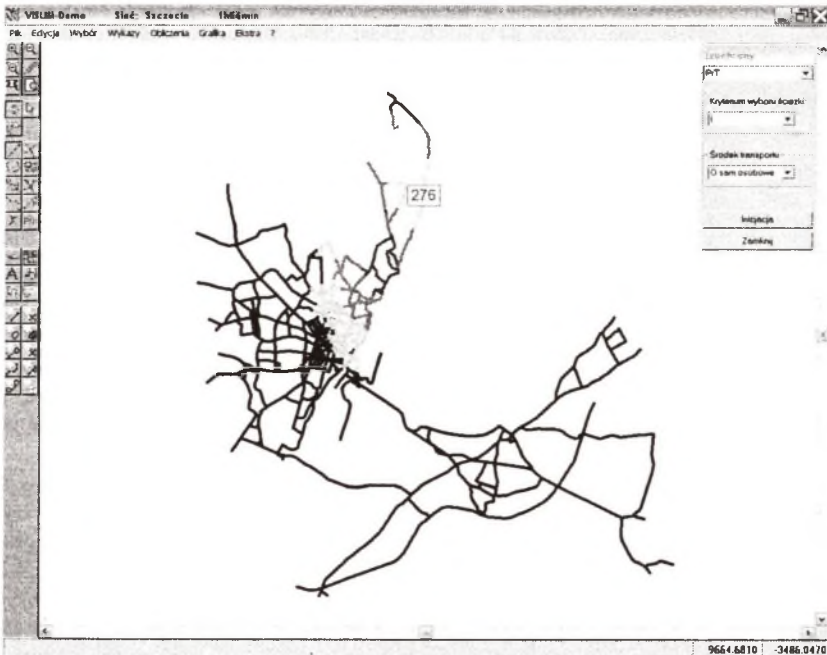 VISUM-Demo Sieć: Szczecin
Plik Edycja Wybór Wykazy Obliczenia Grafika Ekstra ?
PrT
Kryterium wyboru ścieżki
Środek transportu
O sam osobowe
Inicjacja
Zamknij
276
9664.6810 -3486.0470